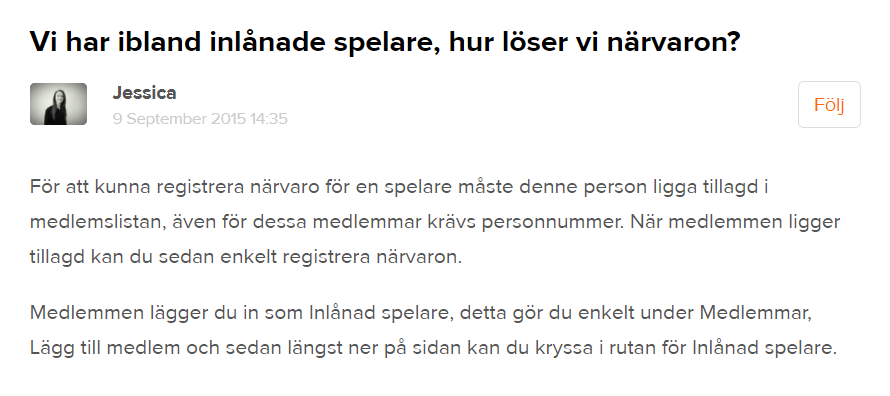 Vi har ibland inlånade spelare, hur löser vi närvaron?
Jessica
9 September 2015 14:35
Följ
För att kunna registrera närvaro för en spelare måste denne person ligga tillagd i
medlemslistan, även för dessa medlemmar krävs personnummer. När medlemmen ligger
tillagd kan du sedan enkelt registrera närvaron.
Medlemmen lägger du in som Inlånad spelare, detta gör du enkelt under Medlemmar,
Lägg till medlem och sedan längst ner på sidan kan du kryssa i rutan för Inlånad spelare.